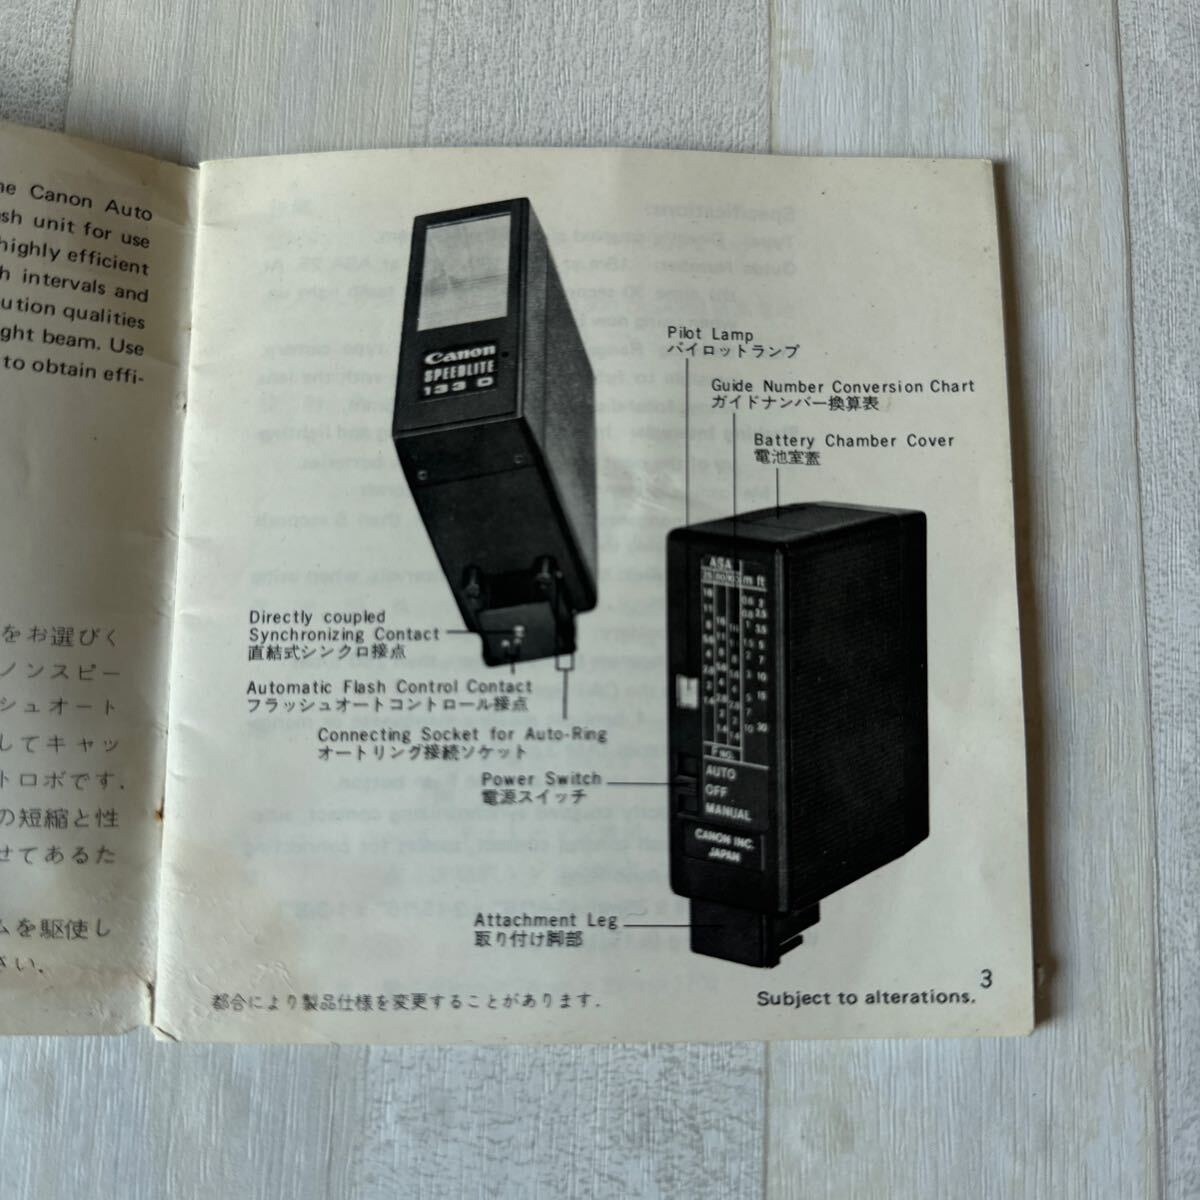 ne Canon Auto
sh unit for use
highly efficient
h intervals and
ution qualities
ght beam. Use
to obtain effi-
をお選びく
ノンスピー
シュオート
してキャッ
トロボです.
の短縮と性
せてあるた
ムを駆使し
さい.
Canon
SPEEDLITE
133 D
Pilot Lamp
パイロットランプ
Guide Number Conversion Chart
ガイドナンバー換算表
Battery Chamber Cover
電池室蓋
Directly coupled
Synchronizing Contact
直結式シンクロ接点
Automatic Flash Control Contact
フラッシュオートコントロール接点
Connecting Socket for Auto-Ring
オートリング接続ソケット
Power Switch
電源スイッチ
Attachment Leg
取り付け脚部
ASA
m ft
F NO.
AUTO
OFF
MANUAL
CANON INC.
JAPAN
都合により製品仕様を変更することがあります.
Subject to alterations.
3